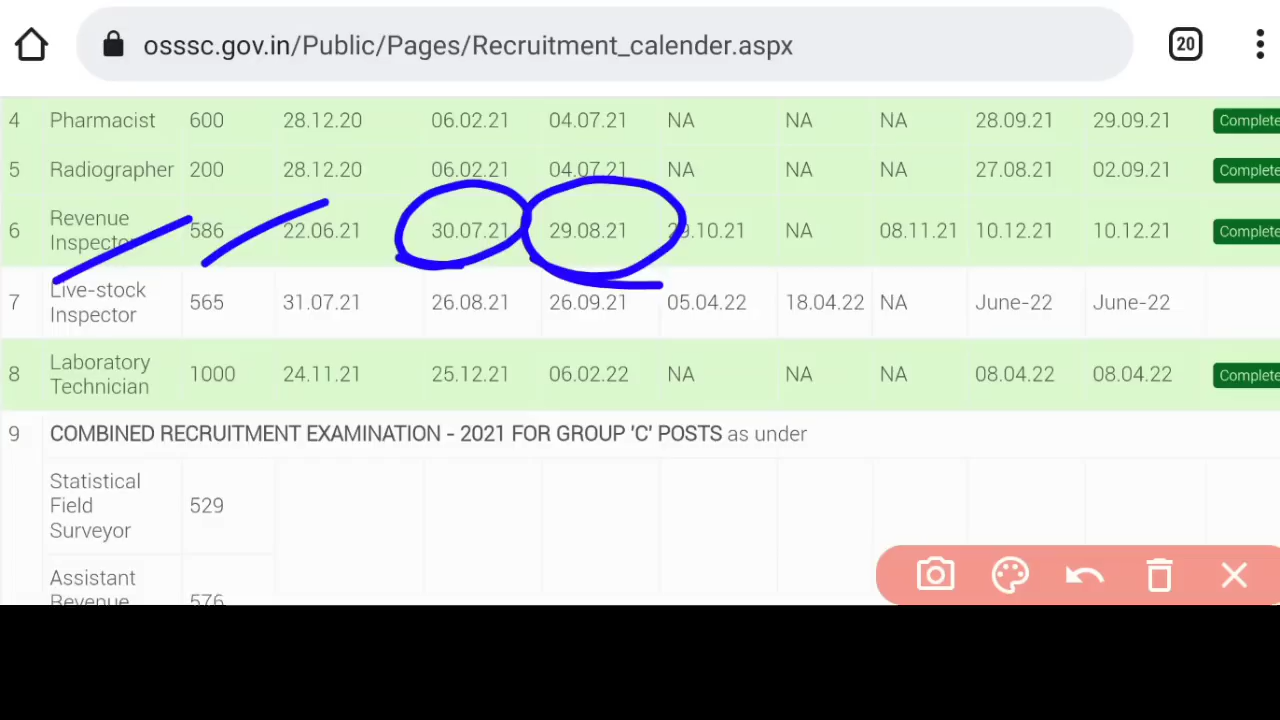 osssc.gov.in/Public/Pages/Recruitment_calender.aspx 20
4 Pharmacist 600 28.12.20 06.02.21 04.07.21 NA NA NA 28.09.21 29.09.21 Complete
5 Radiographer 200 28.12.20 06.02.21 04.07.21 NA NA NA 27.08.21 02.09.21 Complete
6 Revenue Inspector 586 22.06.21 30.07.21 29.08.21 29.10.21 NA 08.11.21 10.12.21 10.12.21 Complete
7 Live-stock Inspector 565 31.07.21 26.08.21 26.09.21 05.04.22 18.04.22 NA June-22 June-22
8 Laboratory Technician 1000 24.11.21 25.12.21 06.02.22 NA NA NA 08.04.22 08.04.22 Complete
9 COMBINED RECRUITMENT EXAMINATION - 2021 FOR GROUP 'C' POSTS as under
Statistical Field Surveyor 529
Assistant Revenue 576